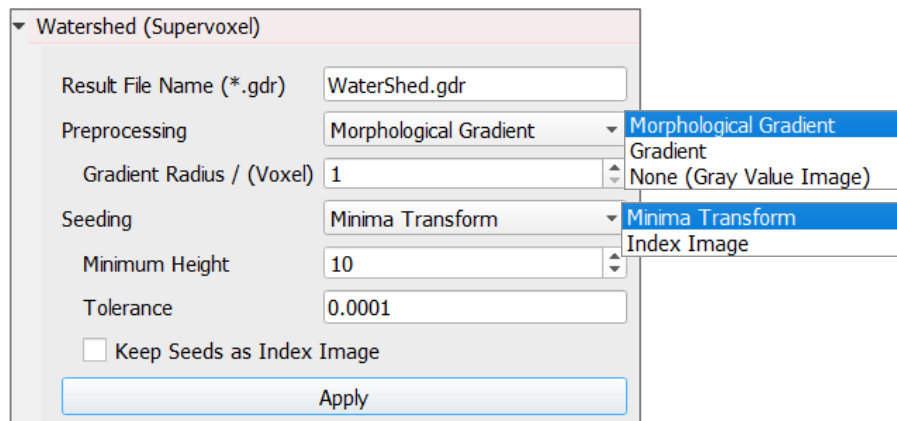 Watershed (Supervoxel)
Result File Name (*.gdr) WaterShed.gdr
Preprocessing Morphological Gradient
Morphological Gradient
Gradient
None (Gray Value Image)
Gradient Radius / (Voxel) 1
Seeding Minima Transform
Minima Transform
Index Image
Minimum Height 10
Tolerance 0.0001
Keep Seeds as Index Image
Apply